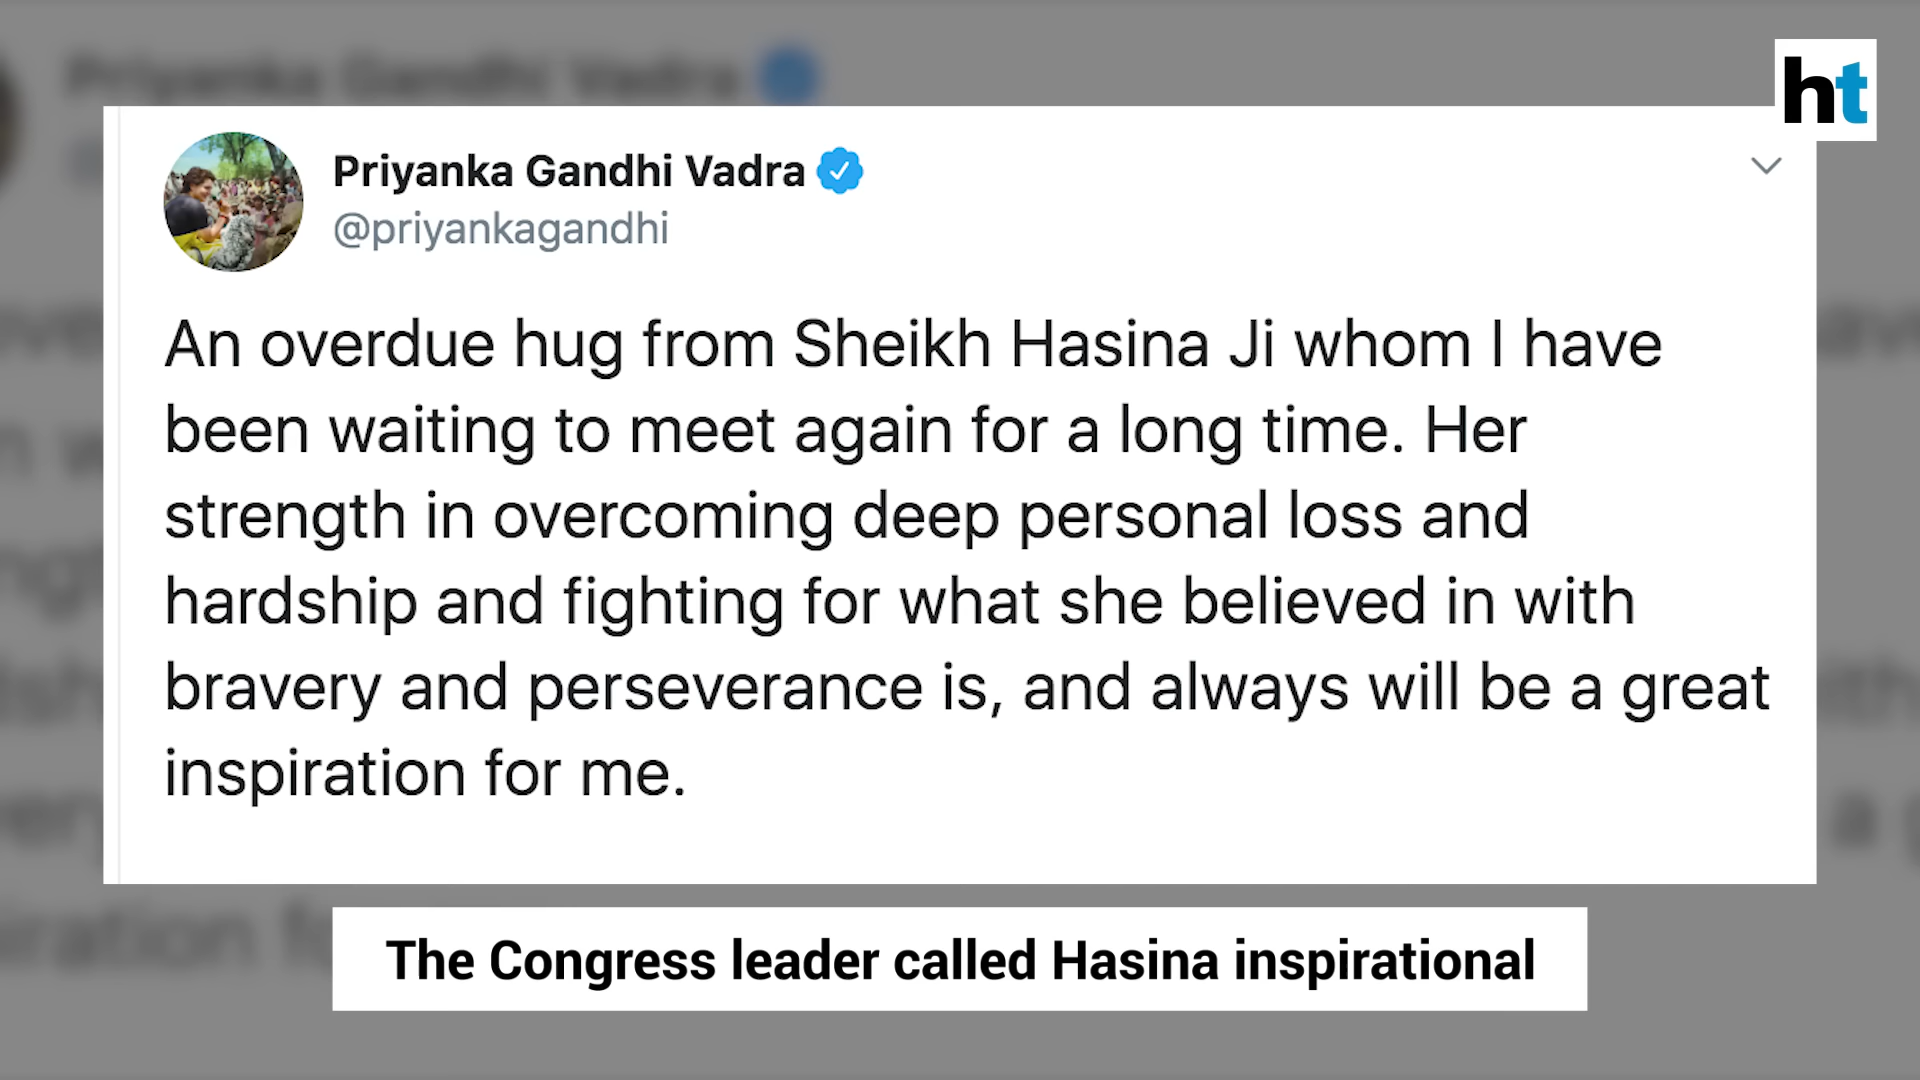 ht
Priyanka Gandhi Vadra
@priyankagandhi
An overdue hug from Sheikh Hasina Ji whom I have
been waiting to meet again for a long time. Her
strength in overcoming deep personal loss and
hardship and fighting for what she believed in with
bravery and perseverance is, and always will be a great
inspiration for me.
The Congress leader called Hasina inspirational